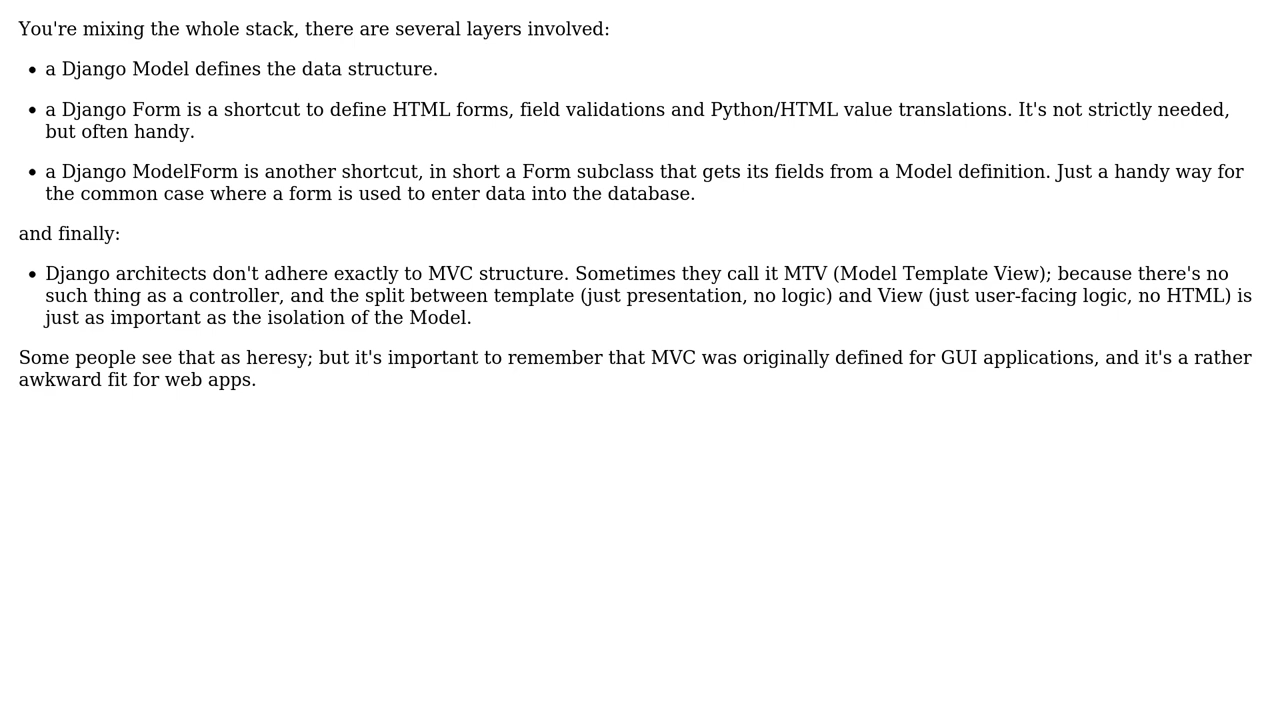 You're mixing the whole stack, there are several layers involved:
• a Django Model defines the data structure.
• a Django Form is a shortcut to define HTML forms, field validations and Python/HTML value translations. It's not strictly needed,
but often handy.
• a Django ModelForm is another shortcut, in short a Form subclass that gets its fields from a Model definition. Just a handy way for
the common case where a form is used to enter data into the database.
and finally:
• Django architects don't adhere exactly to MVC structure. Sometimes they call it MTV (Model Template View); because there's no
such thing as a controller, and the split between template (just presentation, no logic) and View (just user-facing logic, no HTML) is
just as important as the isolation of the Model.
Some people see that as heresy; but it's important to remember that MVC was originally defined for GUI applications, and it's a rather
awkward fit for web apps.